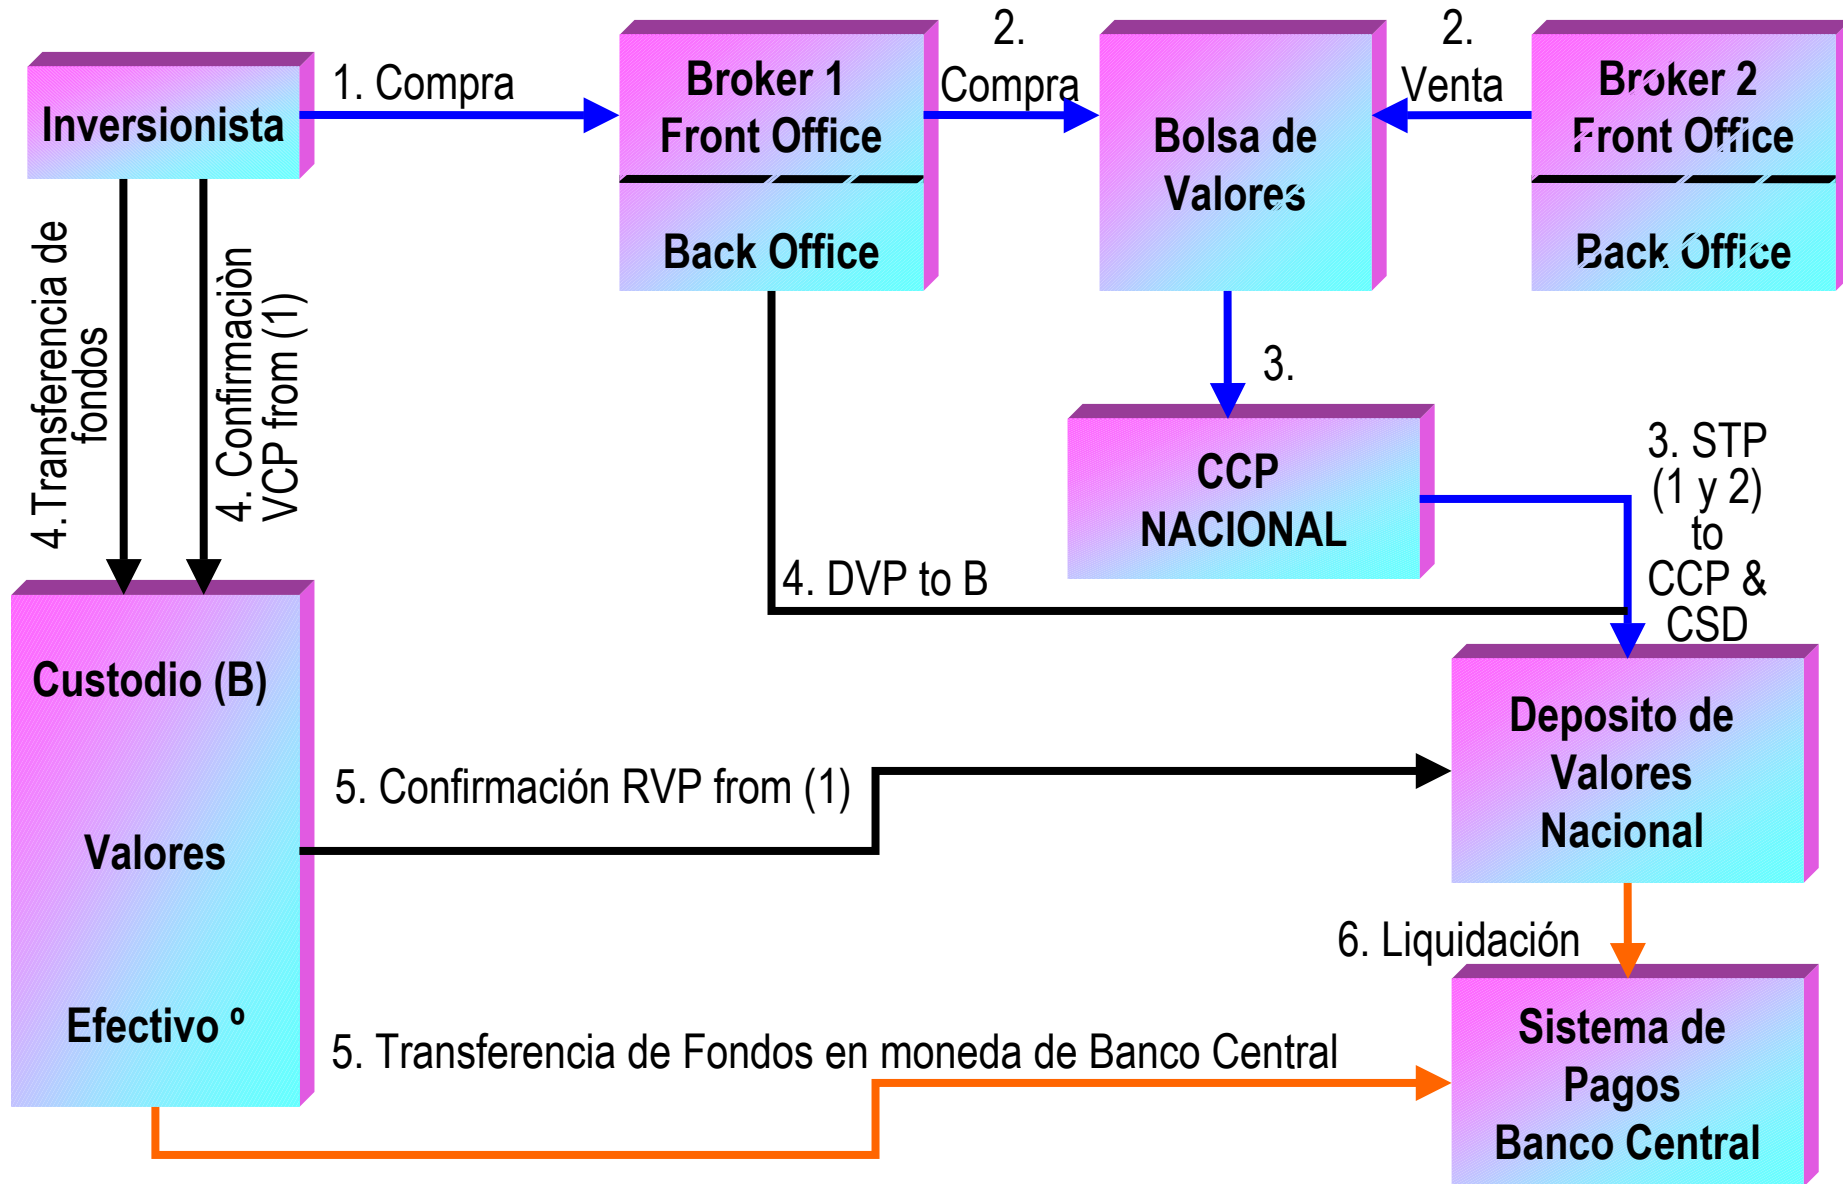 Inversionista
1. Compra
Broker 1
Front Office
Back Office
2.
Compra
Bolsa de
Valores
2.
Venta
Broker 2
Front Office
Back Office
4.Transferencia de
fondos
4. Confirmaciòn
VCP from (1)
3.
CCP
NACIONAL
3. STP
(1 y 2)
to
CCP &
CSD
4. DVP to B
Custodio (B)
Valores
Efectivo º
5. Confirmación RVP from (1)
Deposito de
Valores
Nacional
6. Liquidación
5. Transferencia de Fondos en moneda de Banco Central
Sistema de
Pagos
Banco Central